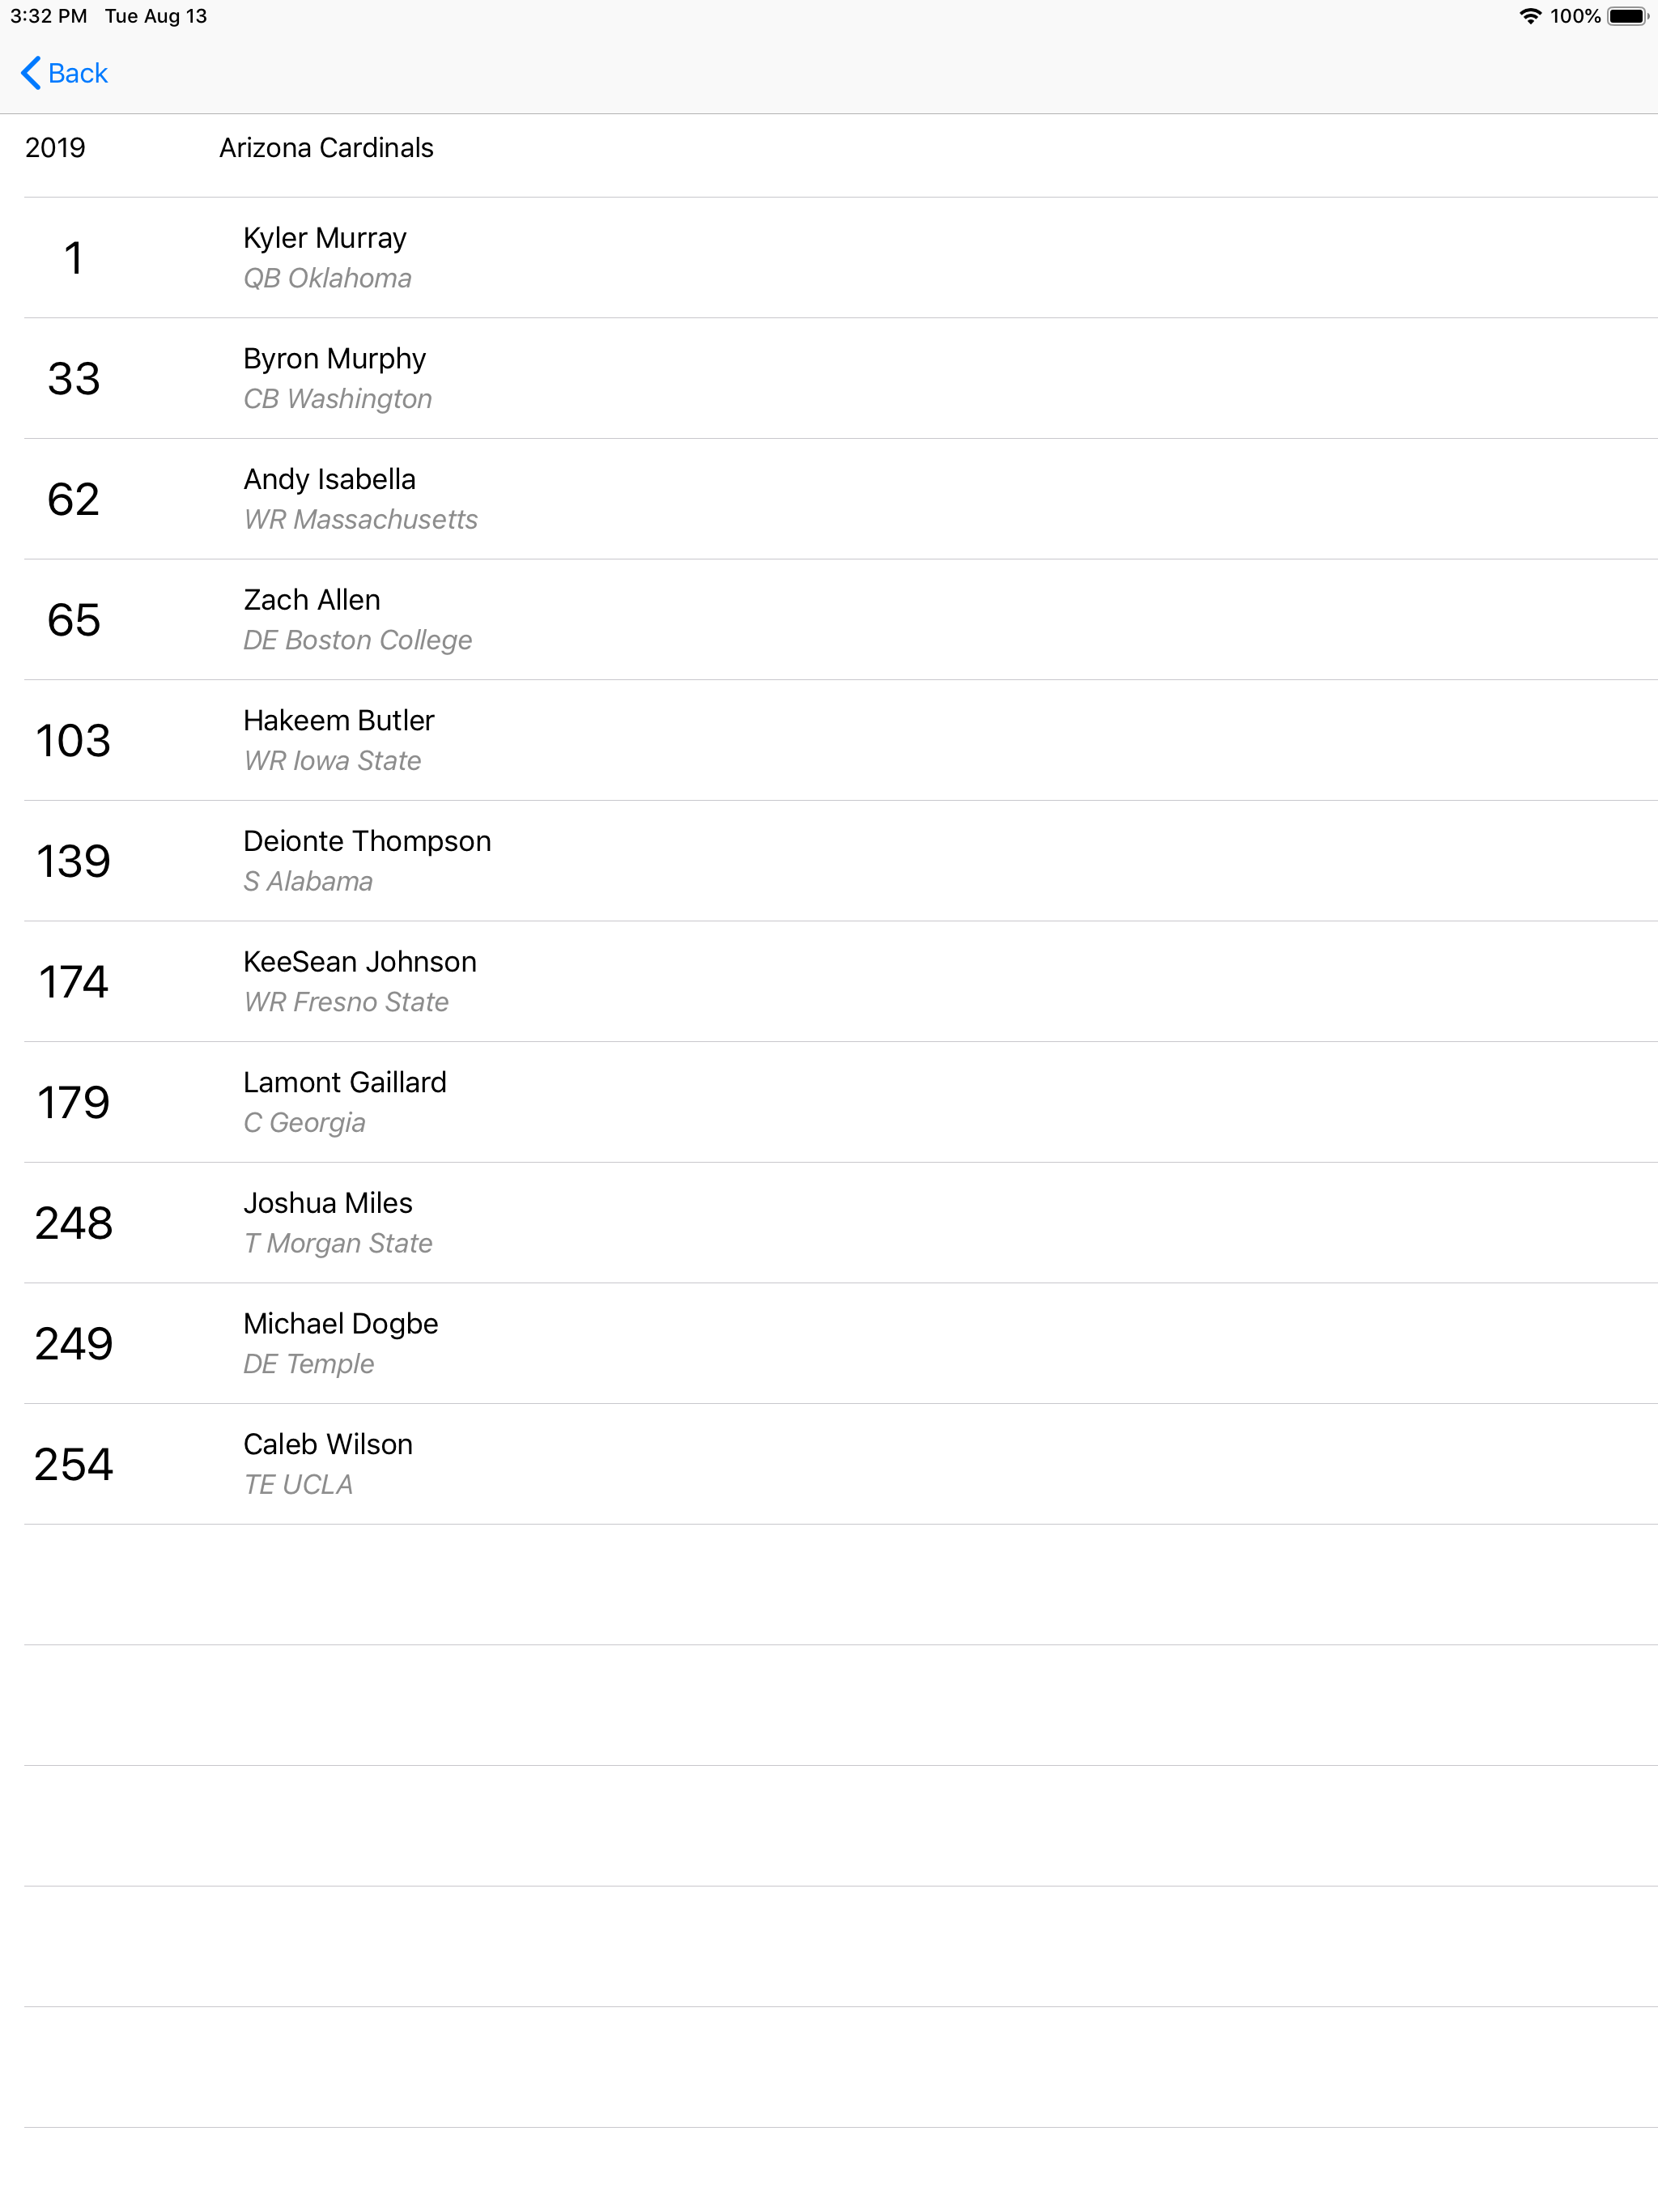 3:32 PM Tue Aug 13 100%
Back
2019 Arizona Cardinals
1 Kyler Murray
QB Oklahoma
33 Byron Murphy
CB Washington
62 Andy Isabella
WR Massachusetts
65 Zach Allen
DE Boston College
103 Hakeem Butler
WR Iowa State
139 Deionte Thompson
S Alabama
174 KeeSean Johnson
WR Fresno State
179 Lamont Gaillard
C Georgia
248 Joshua Miles
T Morgan State
249 Michael Dogbe
DE Temple
254 Caleb Wilson
TE UCLA